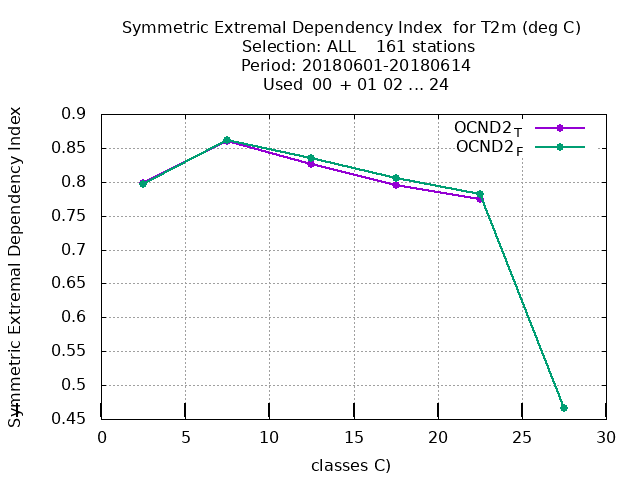 Symmetric Extremal Dependency Index  for T2m (deg C)
Selection: ALL    161 stations
Period: 20180601-20180614
Used  00 + 01 02 ... 24
Symmetric Extremal Dependency Index
0.9
0.85
0.8
0.75
0.7
0.65
0.6
0.55
0.5
0.45
OCND2T
OCND2F
0 5 10 15 20 25 30
classes C)